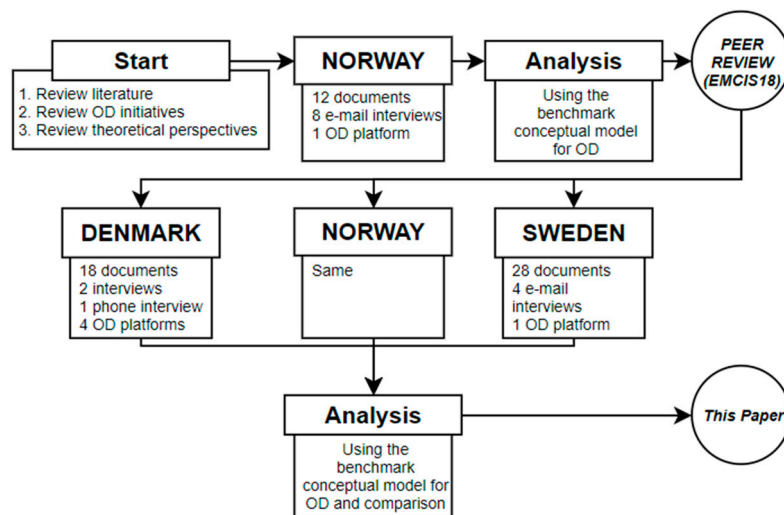 Start
1. Review literature
2. Review OD initiatives
3. Review theoretical perspectives
NORWAY
12 documents
8 e-mail interviews
1 OD platform
Analysis
Using the
benchmark
conceptual model
for OD
PEER
REVIEW
(EMCIS18)
DENMARK
18 documents
2 interviews
1 phone interview
4 OD platforms
NORWAY
Same
SWEDEN
28 documents
4 e-mail
interviews
1 OD platform
Analysis
Using the
benchmark
conceptual model for
OD and comparison
This Paper